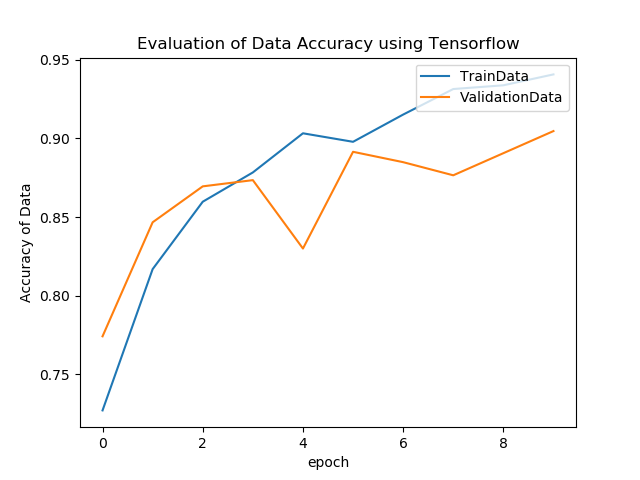 Evaluation of Data Accuracy using Tensorflow
0.95
0.90
0.85
0.80
0.75
Accuracy of Data
TrainData
ValidationData
0
2
4
6
8
epoch